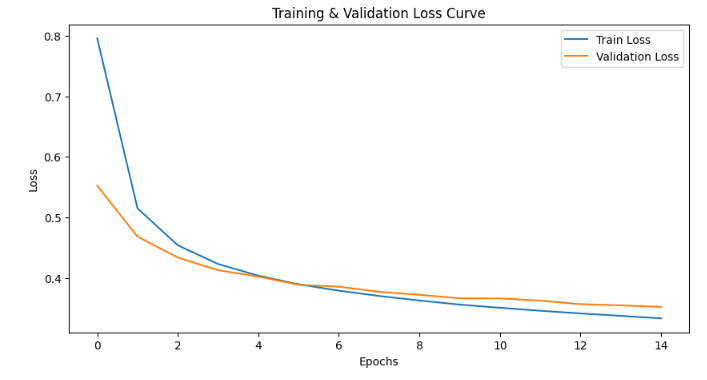 Training & Validation Loss Curve
Train Loss
Validation Loss
0.8
0.7
0.6
0.5
0.4
Loss
0 2 4 6 8 10 12 14
Epochs